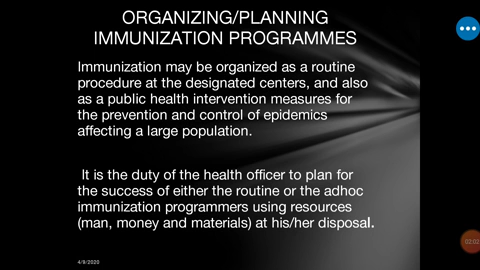 ORGANIZING/PLANNING
IMMUNIZATION PROGRAMMES
Immunization may be organized as a routine
procedure at the designated centers, and also
as a public health intervention measures for
the prevention and control of epidemics
affecting a large population.
It is the duty of the health officer to plan for
the success of either the routine or the adhoc
immunization programmers using resources
(man, money and materials) at his/her disposal.
4/9/2020
02:02